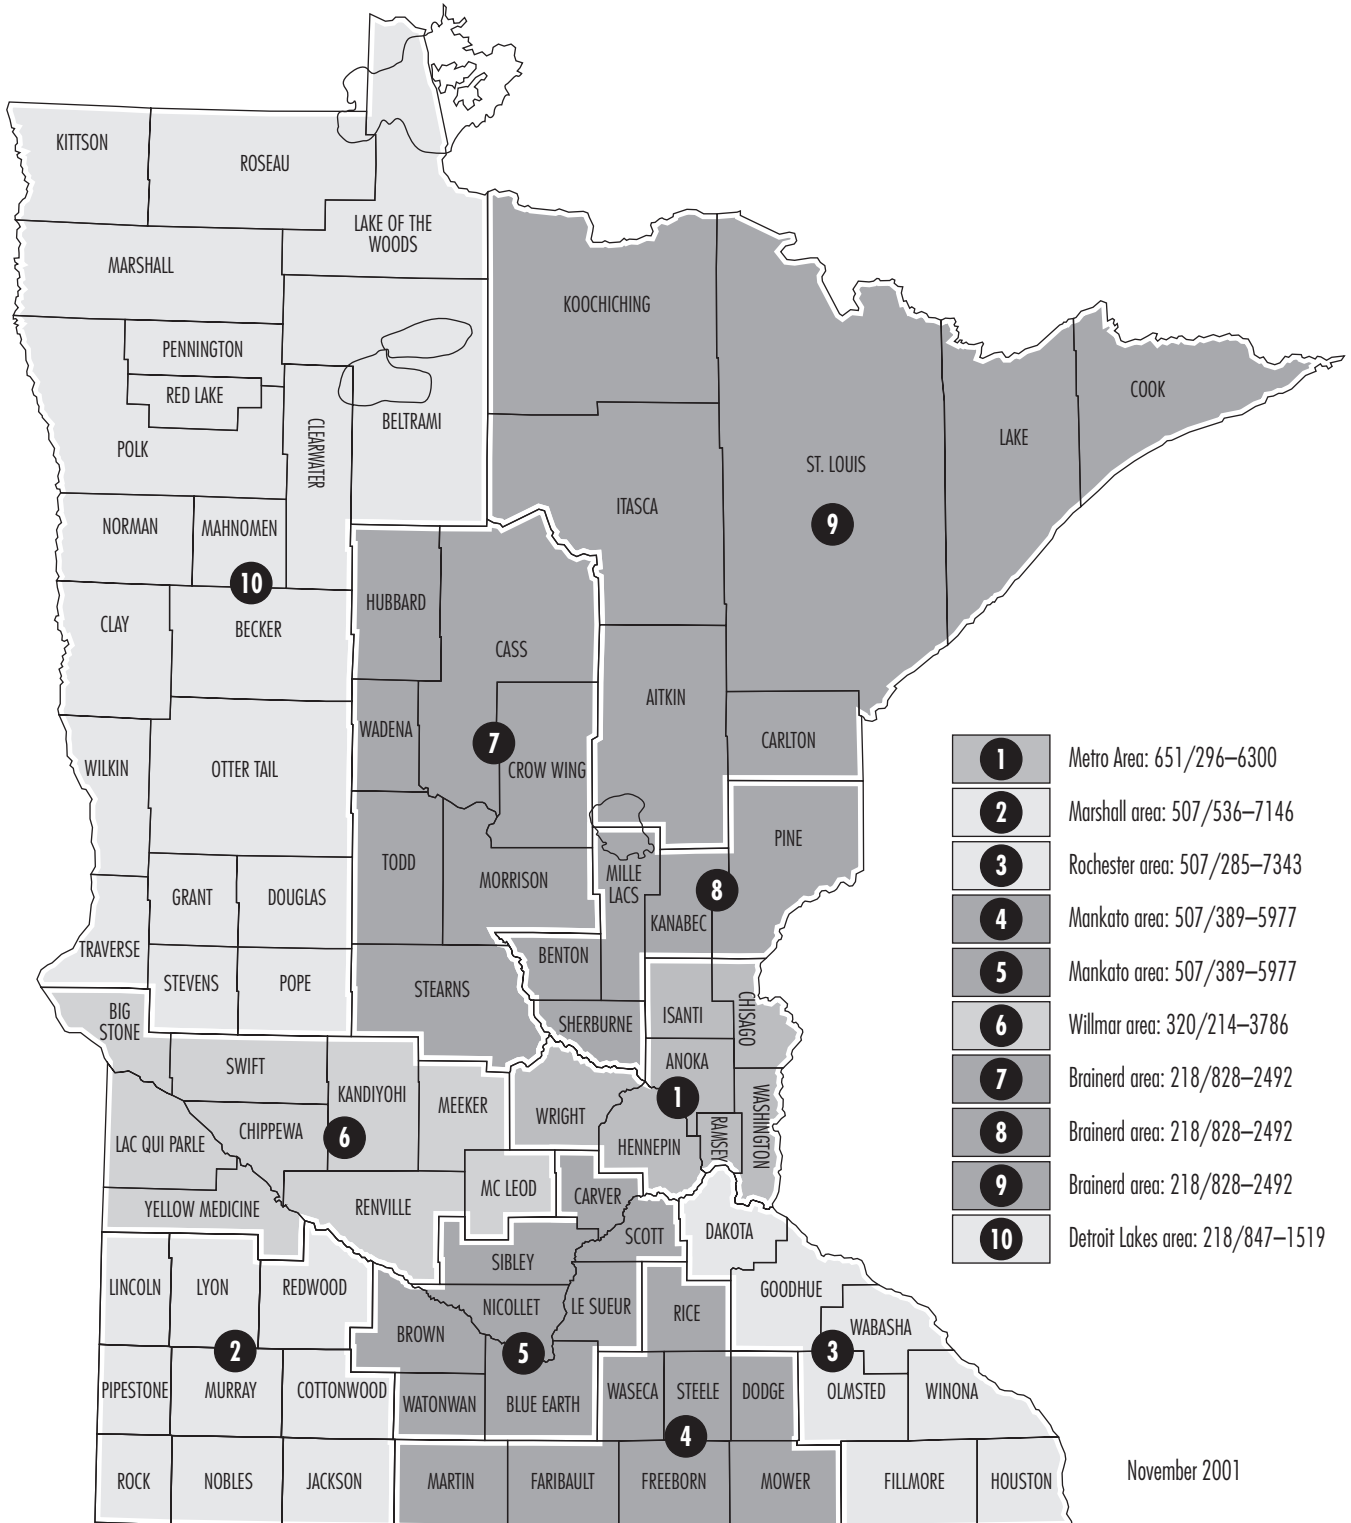 KITTSON
ROSEAU
LAKE OF THE
WOODS
MARSHALL
KOOCHICHING
PENNINGTON
RED LAKE
COOK
CLEARWATER
BELTRAMI
LAKE
POLK
ST. LOUIS
ITASCA
9
NORMAN
MAHNOMEN
10
HUBBARD
CLAY
BECKER
CASS
AITKIN
WADENA
7
CARLTON
WILKIN
OTTER TAIL
CROW WING
PINE
TODD
MORRISON
MILLE
LACS
8
GRANT
DOUGLAS
KANABEC
TRAVERSE
BENTON
STEVENS
POPE
STEARNS
BIG
STONE
ISANTI
CHISAGO
SHERBURNE
SWIFT
ANOKA
KANDIYOHI
MEEKER
1
WRIGHT
WASHINGTON
CHIPPEWA
6
LAC QUI PARLE
HENNEPIN
RAMSEY
MC LEOD
CARVER
YELLOW MEDICINE
RENVILLE
SCOTT
DAKOTA
SIBLEY
LINCOLN
LYON
REDWOOD
GOODHUE
NICOLLET
LE SUEUR
RICE
BROWN
WABASHA
2
5
3
PIPESTONE
MURRAY
COTTONWOOD
WATONWAN
BLUE EARTH
WASECA
STEELE
DODGE
OLMSTED
WINONA
4
ROCK
NOBLES
JACKSON
MARTIN
FARIBAULT
FREEBORN
MOWER
FILLMORE
HOUSTON
1 Metro Area: 651/296–6300
2 Marshall area: 507/536–7146
3 Rochester area: 507/285–7343
4 Mankato area: 507/389–5977
5 Mankato area: 507/389–5977
6 Willmar area: 320/214–3786
7 Brainerd area: 218/828–2492
8 Brainerd area: 218/828–2492
9 Brainerd area: 218/828–2492
10 Detroit Lakes area: 218/847–1519
November 2001